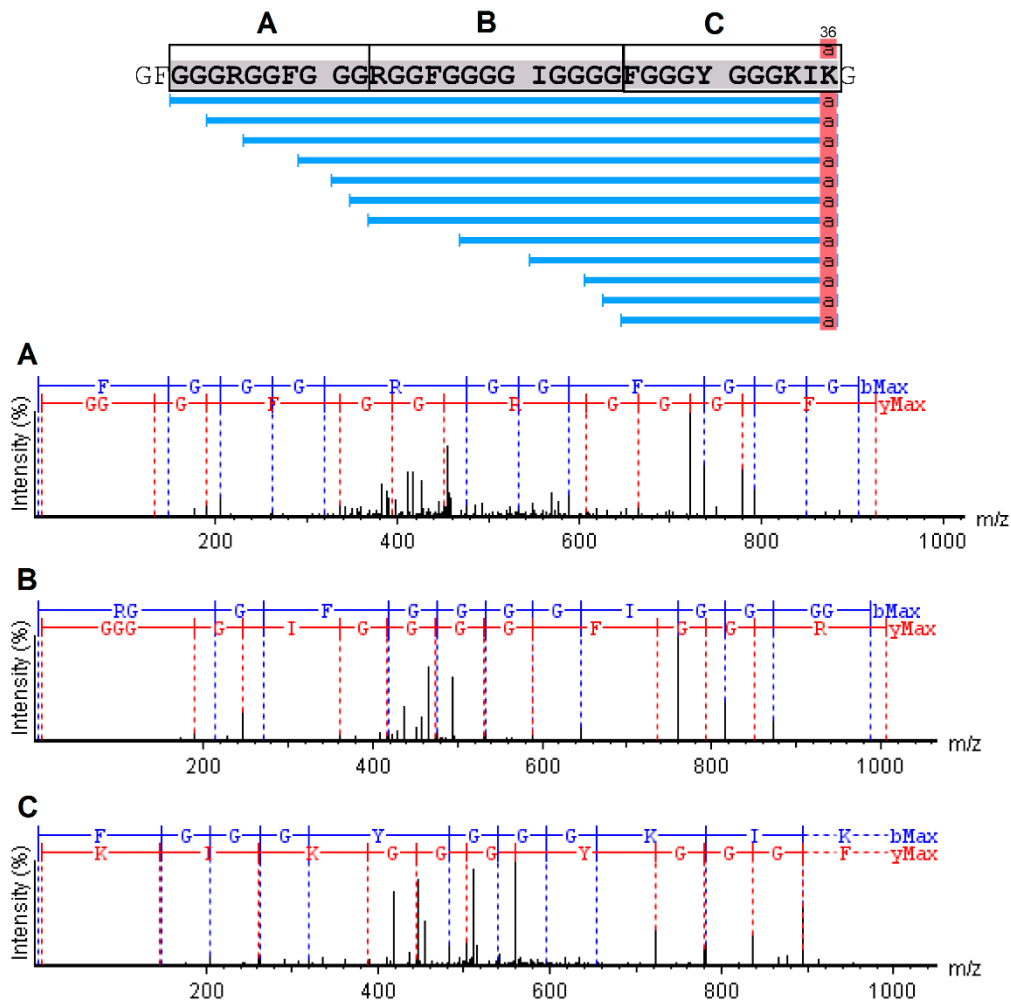 A B C
36
a
GFGGGRGGFG GGRGGFGGGG IGGGGFGGGY GGGKIKG
a
a
a
a
a
a
a
a
a
a
a
a
A
F G G G R G G F G G G bMax
GG G F G G R G G G F yMax
Intensity (%)
200 400 600 800 1000 m/z
B
RG G F G G G G I G G GG bMax
GGG G I G G G G F G G R yMax
Intensity (%)
200 400 600 800 1000 m/z
C
F G G G Y G G G K I K bMax
K I K G G G Y G G G F yMax
Intensity (%)
200 400 600 800 1000 m/z